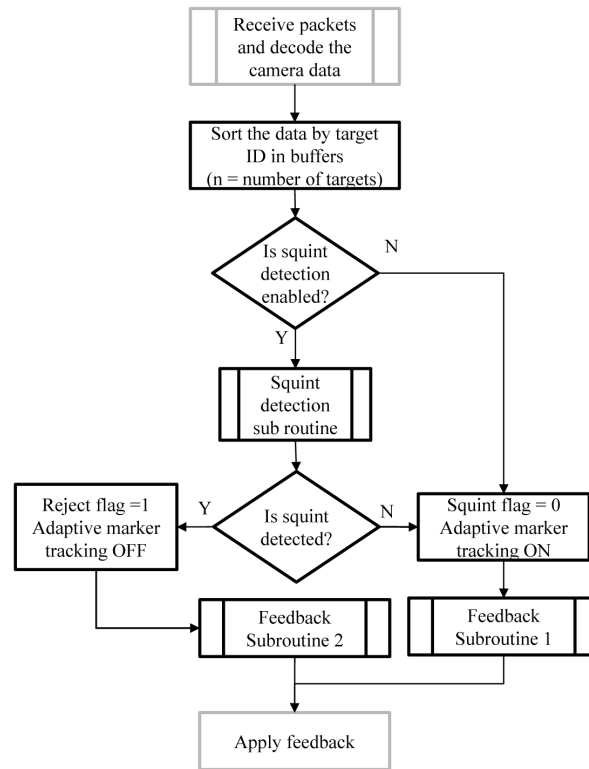 Receive packets
and decode the
camera data
Sort the data by target
ID in buffers
(n = number of targets)
Is squint
detection
enabled?
N
Y
Squint
detection
sub routine
Reject flag =1
Adaptive marker
tracking OFF
Y
Is squint
detected?
N
Squint flag = 0
Adaptive marker
tracking ON
Feedback
Subroutine 2
Feedback
Subroutine 1
Apply feedback